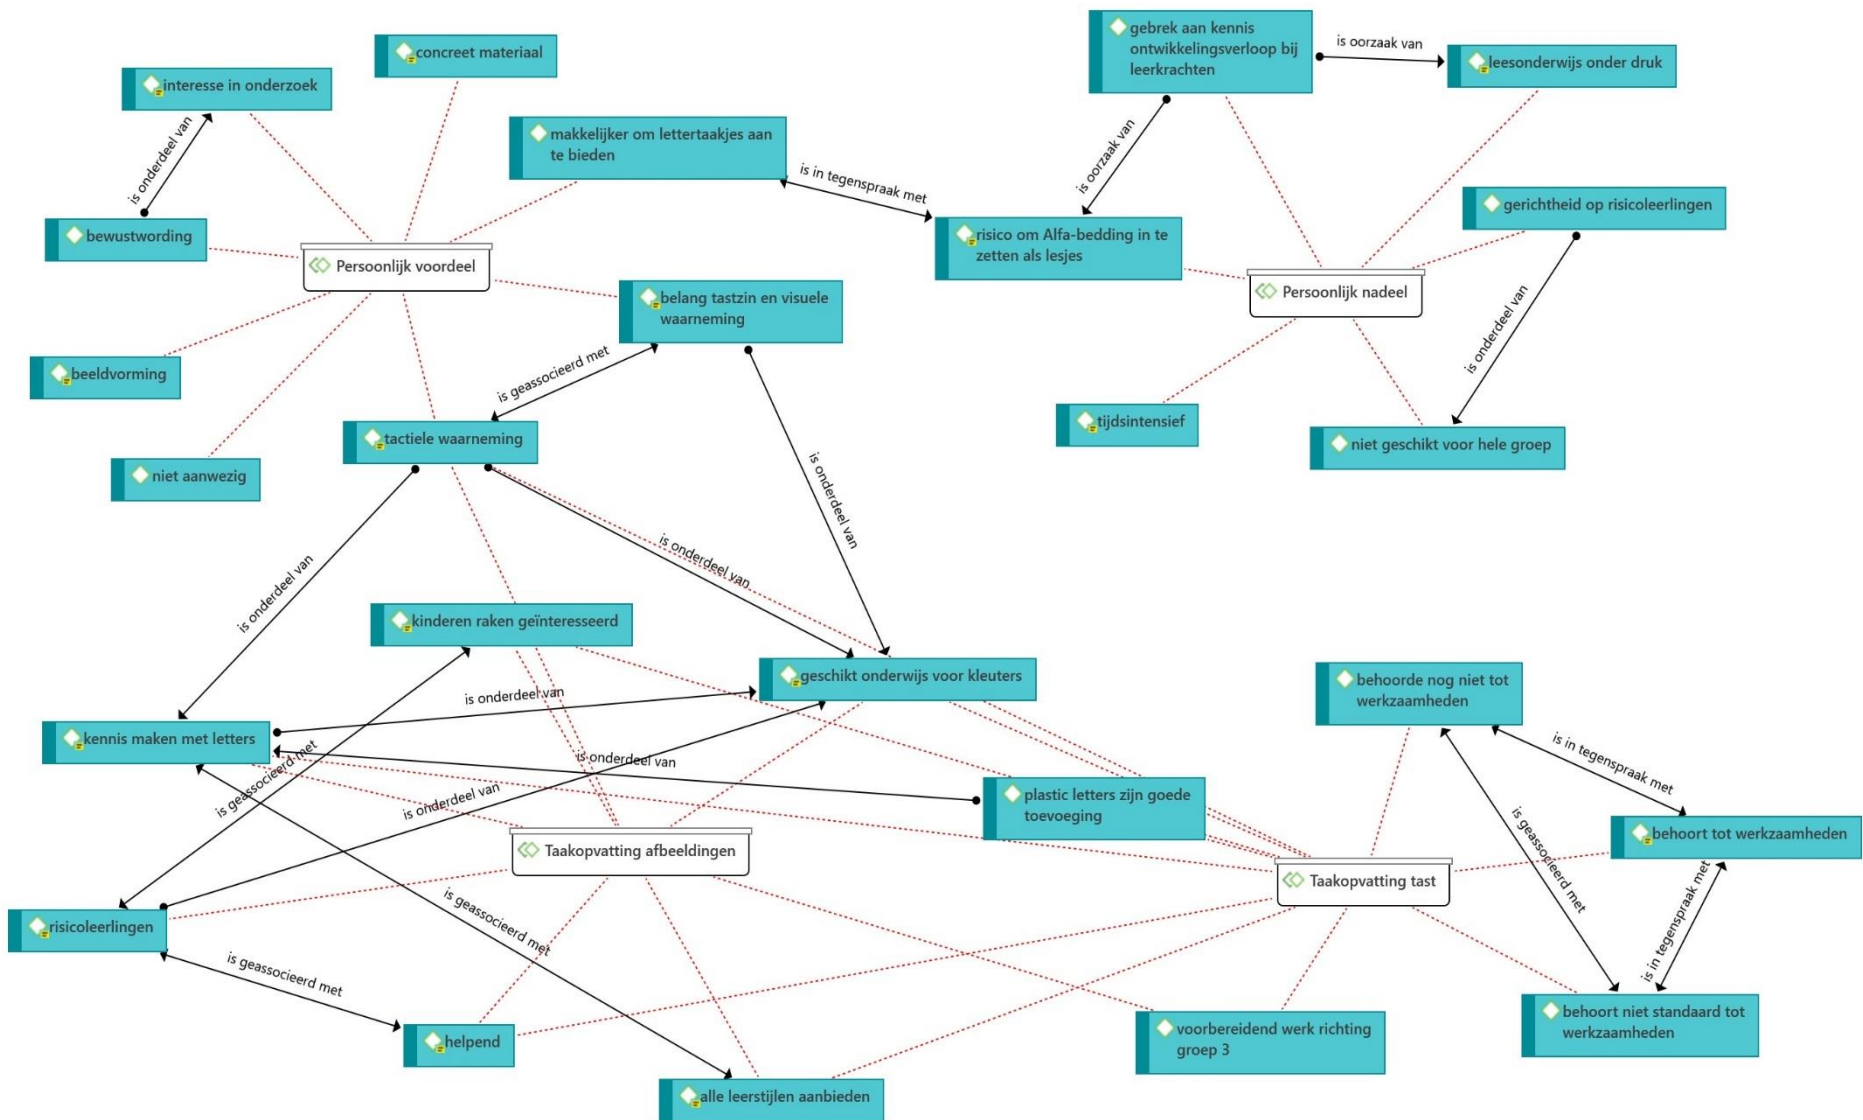 gebrek aan kennis
ontwikkelingsverloop bij
leerkrachten
is oorzaak van
leesonderwijs onder druk
concreet materiaal
interesse in onderzoek
is onderdeel van
makkelijker om lettertaakjes aan
te bieden
is oorzaak van
is in tegenspraak met
gerichtheid op risicoleerlingen
bewustwording
risico om Alfa-bedding in te
zetten als lesjes
Persoonlijk voordeel
Persoonlijk nadeel
belang tastzin en visuele
waarneming
is onderdeel van
beeldvorming
is geassocieerd met
tijdsintensief
tactiele waarneming
niet geschikt voor hele groep
niet aanwezig
is onderdeel van
is onderdeel van
is onderdeel van
kinderen raken geïnteresseerd
geschikt onderwijs voor kleuters
behoorde nog niet tot
werkzaamheden
is onderdeel van
kennis maken met letters
is in tegenspraak met
is onderdeel van
is geassocieerd met
plastic letters zijn goede
toevoeging
is onderdeel van
behoort tot werkzaamheden
Taakopvatting afbeeldingen
is geassocieerd met
Taakopvatting tast
is geassocieerd met
is in tegenspraak met
risicoleerlingen
is geassocieerd met
behoort niet standaard tot
werkzaamheden
helpend
voorbereidend werk richting
groep 3
alle leerstijlen aanbieden